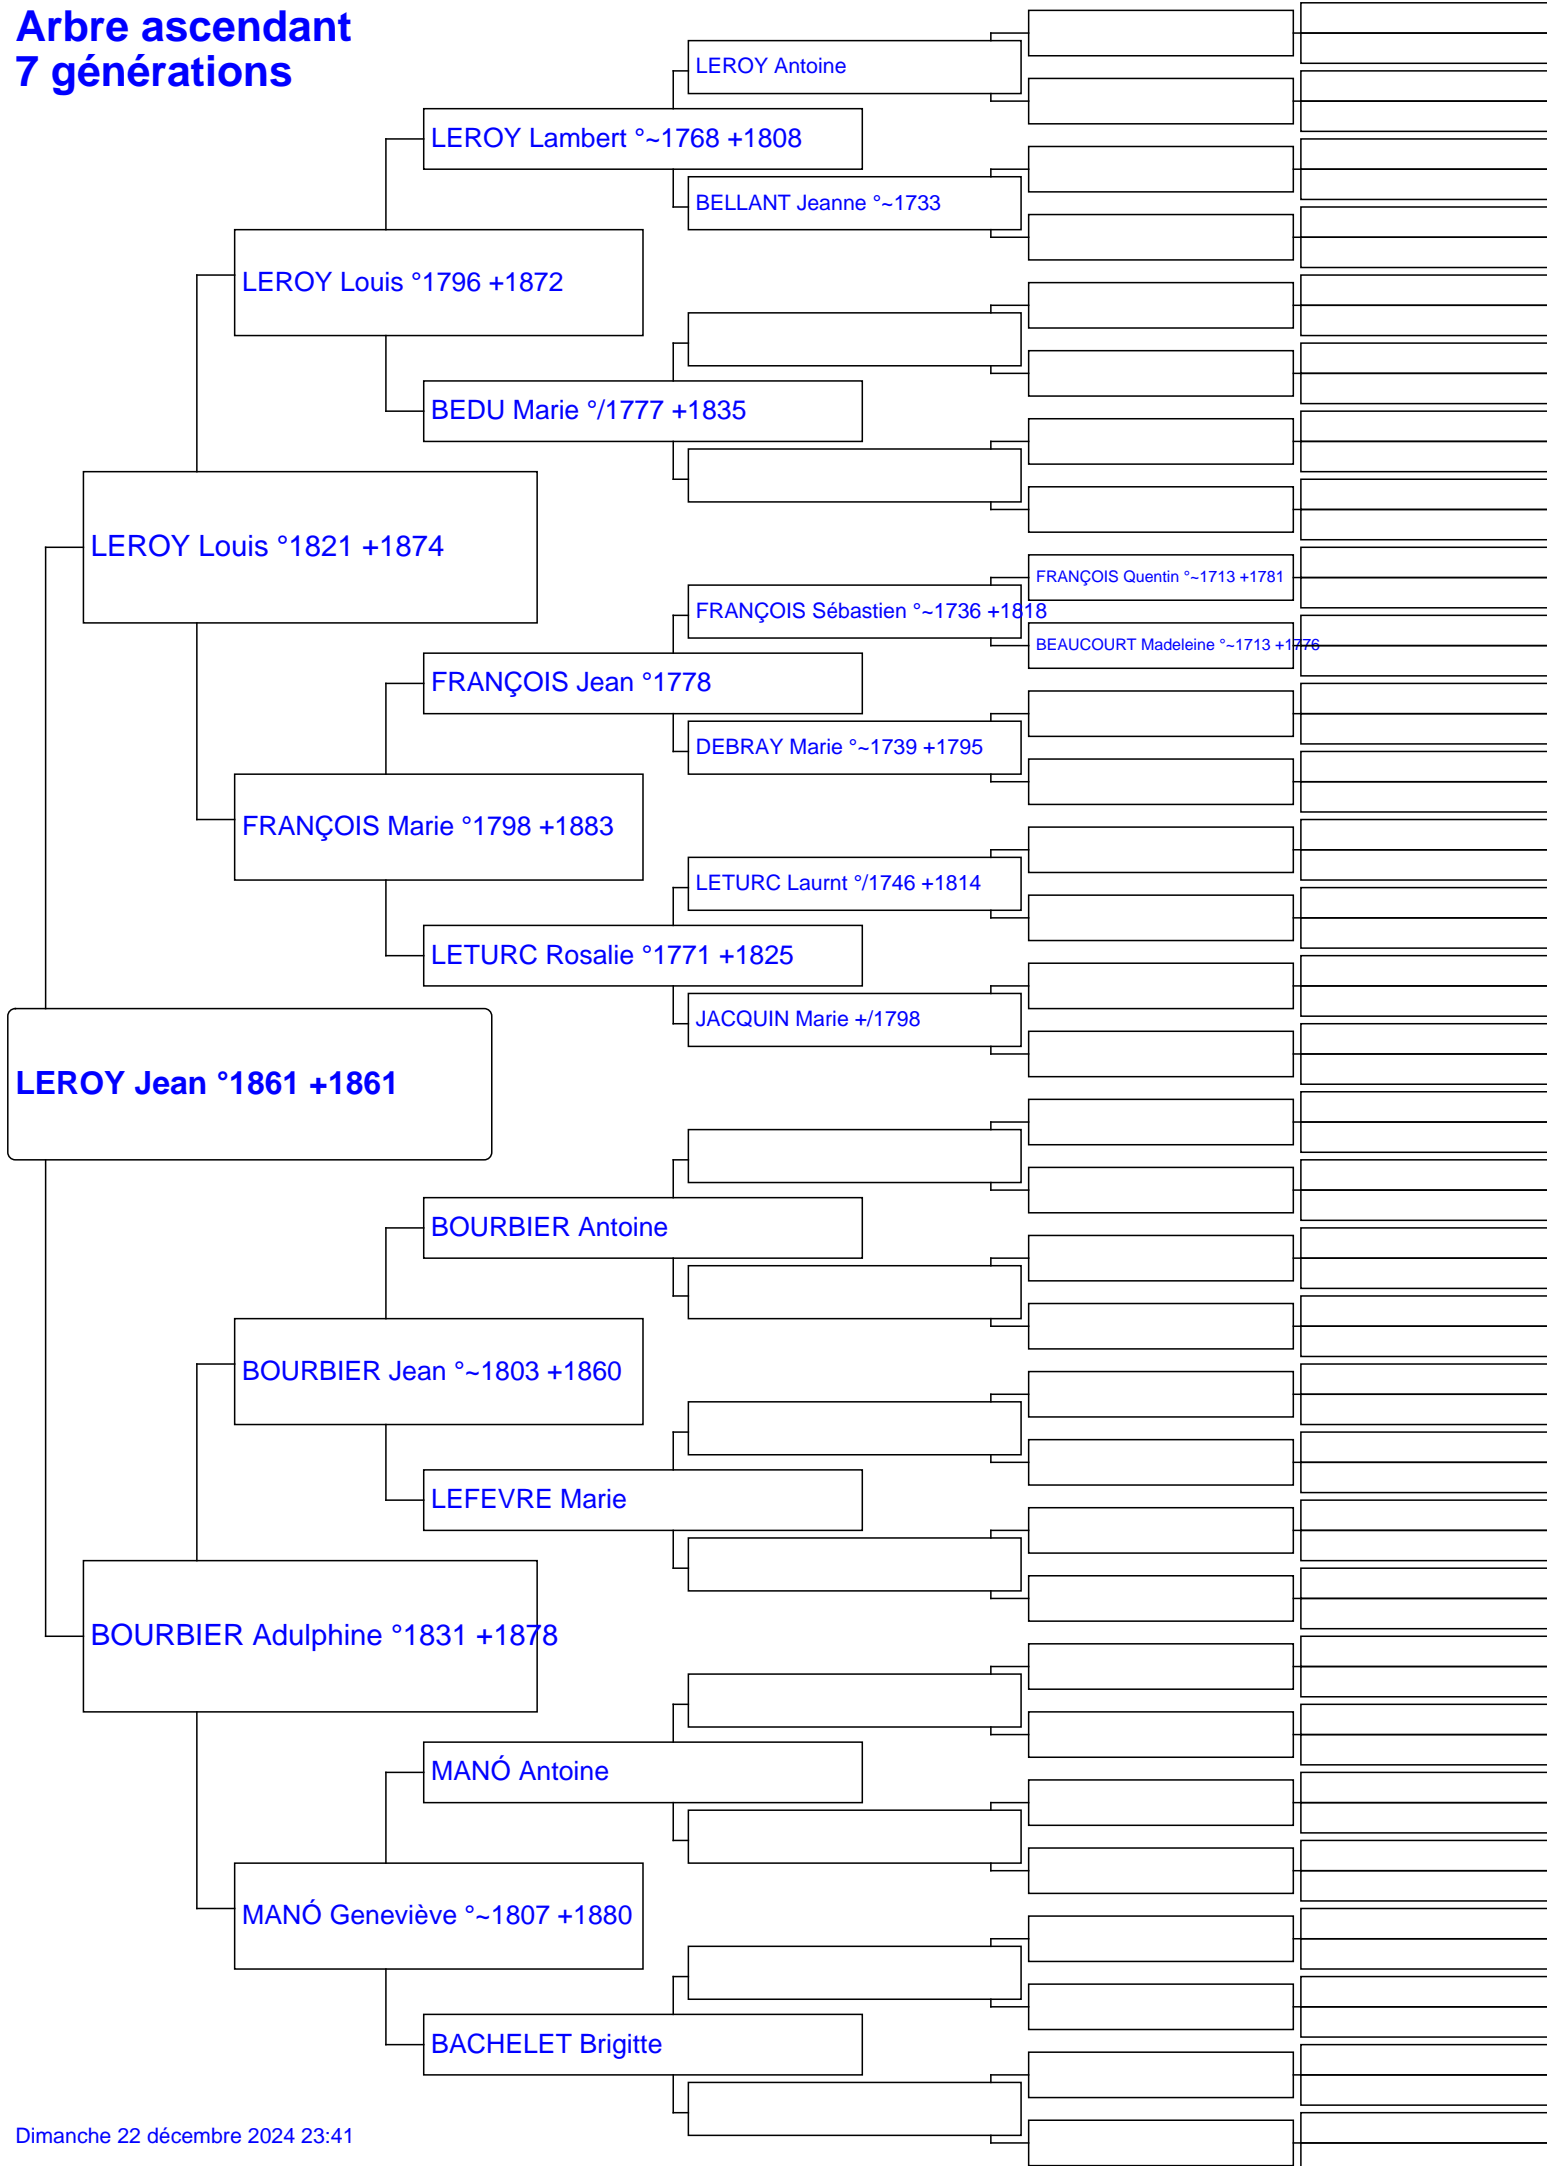 Arbre ascendant
7 générations
LEROY Antoine
LEROY Lambert °~1768 +1808
BELLANT Jeanne °~1733
LEROY Louis °1796 +1872
BEDU Marie °/1777 +1835
LEROY Louis °1821 +1874
FRANÇOIS Quentin °~1713 +1781
FRANÇOIS Sébastien °~1736 +1818
BEAUCOURT Madeleine °~1713 +1776
FRANÇOIS Jean °1778
DEBRAY Marie °~1739 +1795
FRANÇOIS Marie °1798 +1883
LETURC Laurnt °/1746 +1814
LETURC Rosalie °1771 +1825
JACQUIN Marie +/1798
LEROY Jean °1861 +1861
BOURBIER Antoine
BOURBIER Jean °~1803 +1860
LEFEVRE Marie
BOURBIER Adulphine °1831 +1878
MANÓ Antoine
MANÓ Geneviève °~1807 +1880
BACHELET Brigitte
Dimanche 22 décembre 2024 23:41